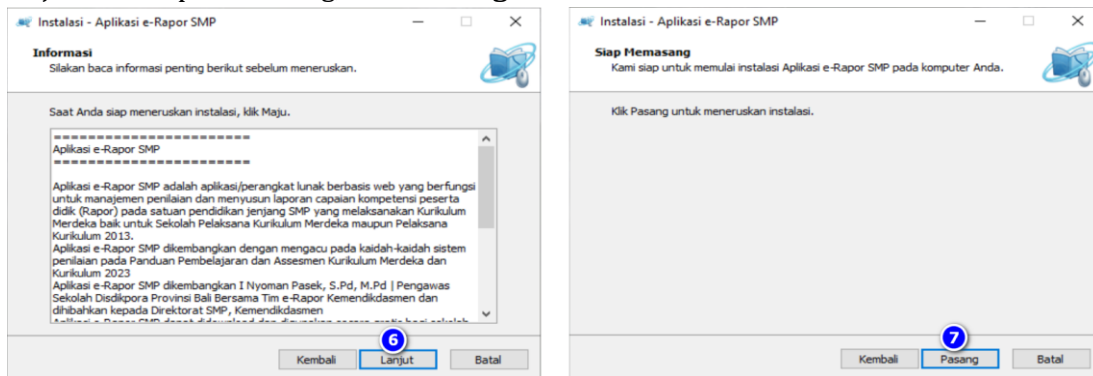 Instalasi - Aplikasi e-Rapor SMP
Informasi
Silakan baca informasi penting berikut sebelum meneruskan.
Saat Anda siap meneruskan instalasi, klik Maju.
========================
Aplikasi e-Rapor SMP
========================
Aplikasi e-Rapor SMP adalah aplikasi/perangkat lunak berbasis web yang berfungsi
untuk manajemen penilaian dan menyusun laporan capaian kompetensi peserta
didik (Rapor) pada satuan pendidikan jenjang SMP yang melaksanakan Kurikulum
Merdeka baik untuk Sekolah Pelaksana Kurikulum Merdeka maupun Pelaksana
Kurikulum 2013.
Aplikasi e-Rapor SMP dikembangkan dengan mengacu pada kaidah-kaidah sistem
penilaian pada Panduan Pembelajaran dan Assesmen Kurikulum Merdeka dan
Kurikulum 2023
Aplikasi e-Rapor SMP dikembangkan I Nyoman Pasek, S.Pd, M.Pd | Pengawas
Sekolah Disdikpora Provinsi Bali Bersama Tim e-Rapor Kemendikdasmen dan
dihibahkan kepada Direktorat SMP, Kemendikdasmen
6
Kembali Lanjut Batal
Instalasi - Aplikasi e-Rapor SMP
Siap Memasang
Kami siap untuk memulai instalasi Aplikasi e-Rapor SMP pada komputer Anda.
Klik Pasang untuk meneruskan instalasi.
7
Kembali Pasang Batal